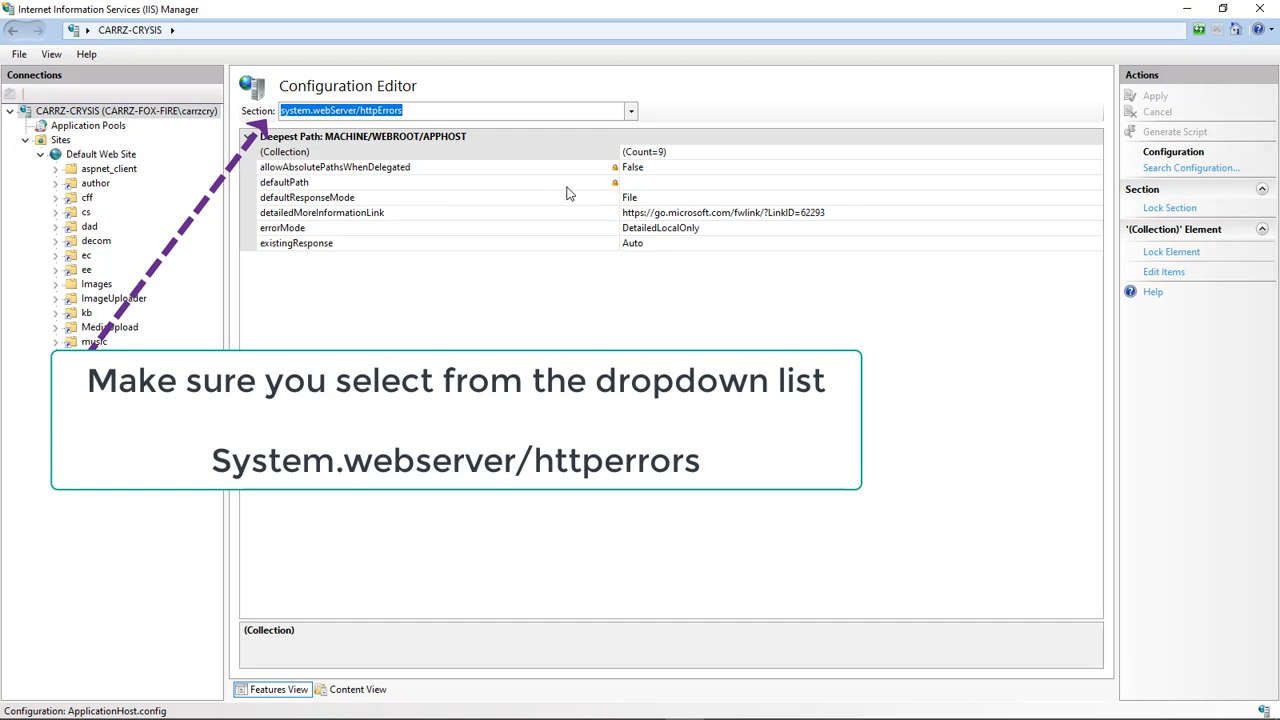 Internet Information Services (IIS) Manager
CARRZ-CRYSIS
File View Help
Connections
CARRZ-CRYSIS (CARRZ-FOX-FIRE\carrzcry)
Application Pools
Sites
Default Web Site
aspnet_client
author
cff
cs
dad
decom
ec
ee
Images
ImageUploader
kb
MediaUpload
music
Configuration Editor
Section: system.webServer/httpErrors
Deepest Path: MACHINE/WEBROOT/APPHOST
(Collection) (Count=9)
allowAbsolutePathsWhenDelegated False
defaultPath
defaultResponseMode File
detailedMoreInformationLink https://go.microsoft.com/fwlink/?LinkID=62293
errorMode DetailedLocalOnly
existingResponse Auto
Make sure you select from the dropdown list
System.webserver/httperrors
(Collection)
Features View Content View
Actions
Apply
Cancel
Generate Script
Configuration
Search Configuration...
Section
Lock Section
'(Collection)' Element
Lock Element
Edit Items
Help
Configuration: ApplicationHost.config